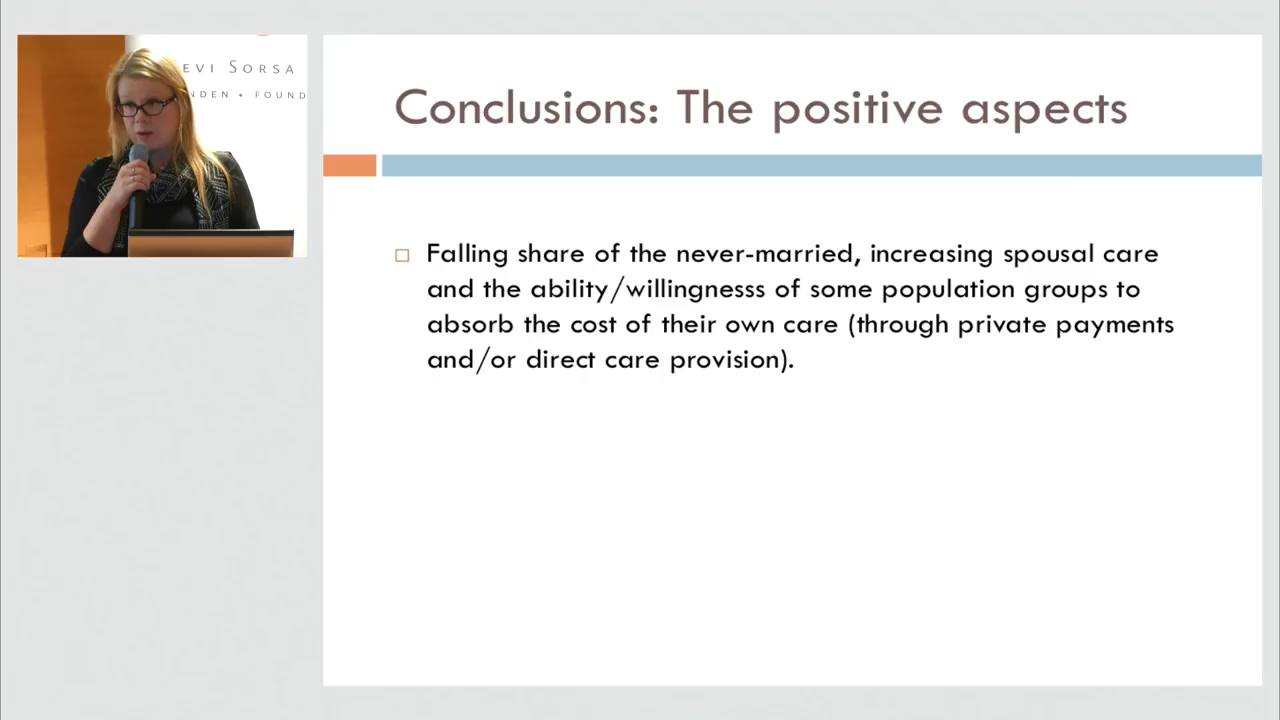 EVI SORSA
NDEN • FOUND
Conclusions: The positive aspects
Falling share of the never-married, increasing spousal care
and the ability/willingnesss of some population groups to
absorb the cost of their own care (through private payments
and/or direct care provision).